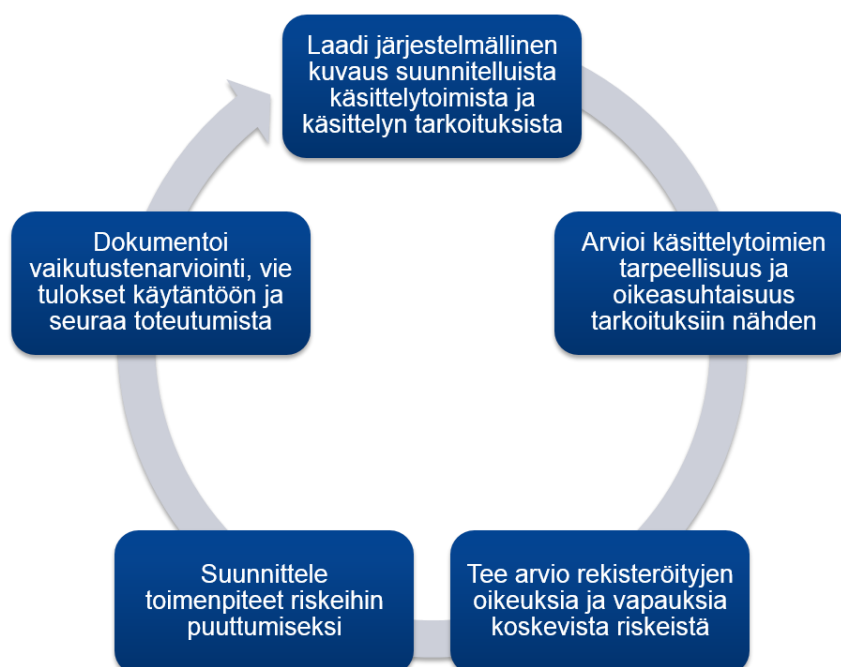 Laadi järjestelmällinen
kuvaus suunnitelluista
käsittelytoimista ja
käsittelyn tarkoituksista
Arvioi käsittelytoimien
tarpeellisuus ja
oikeasuhtaisuus
tarkoituksiin nähden
Tee arvio rekisteröityjen
oikeuksia ja vapauksia
koskevista riskeistä
Suunnittele
toimenpiteet riskeihin
puuttumiseksi
Dokumentoi
vaikutustenarviointi, vie
tulokset käytäntöön ja
seuraa toteutumista